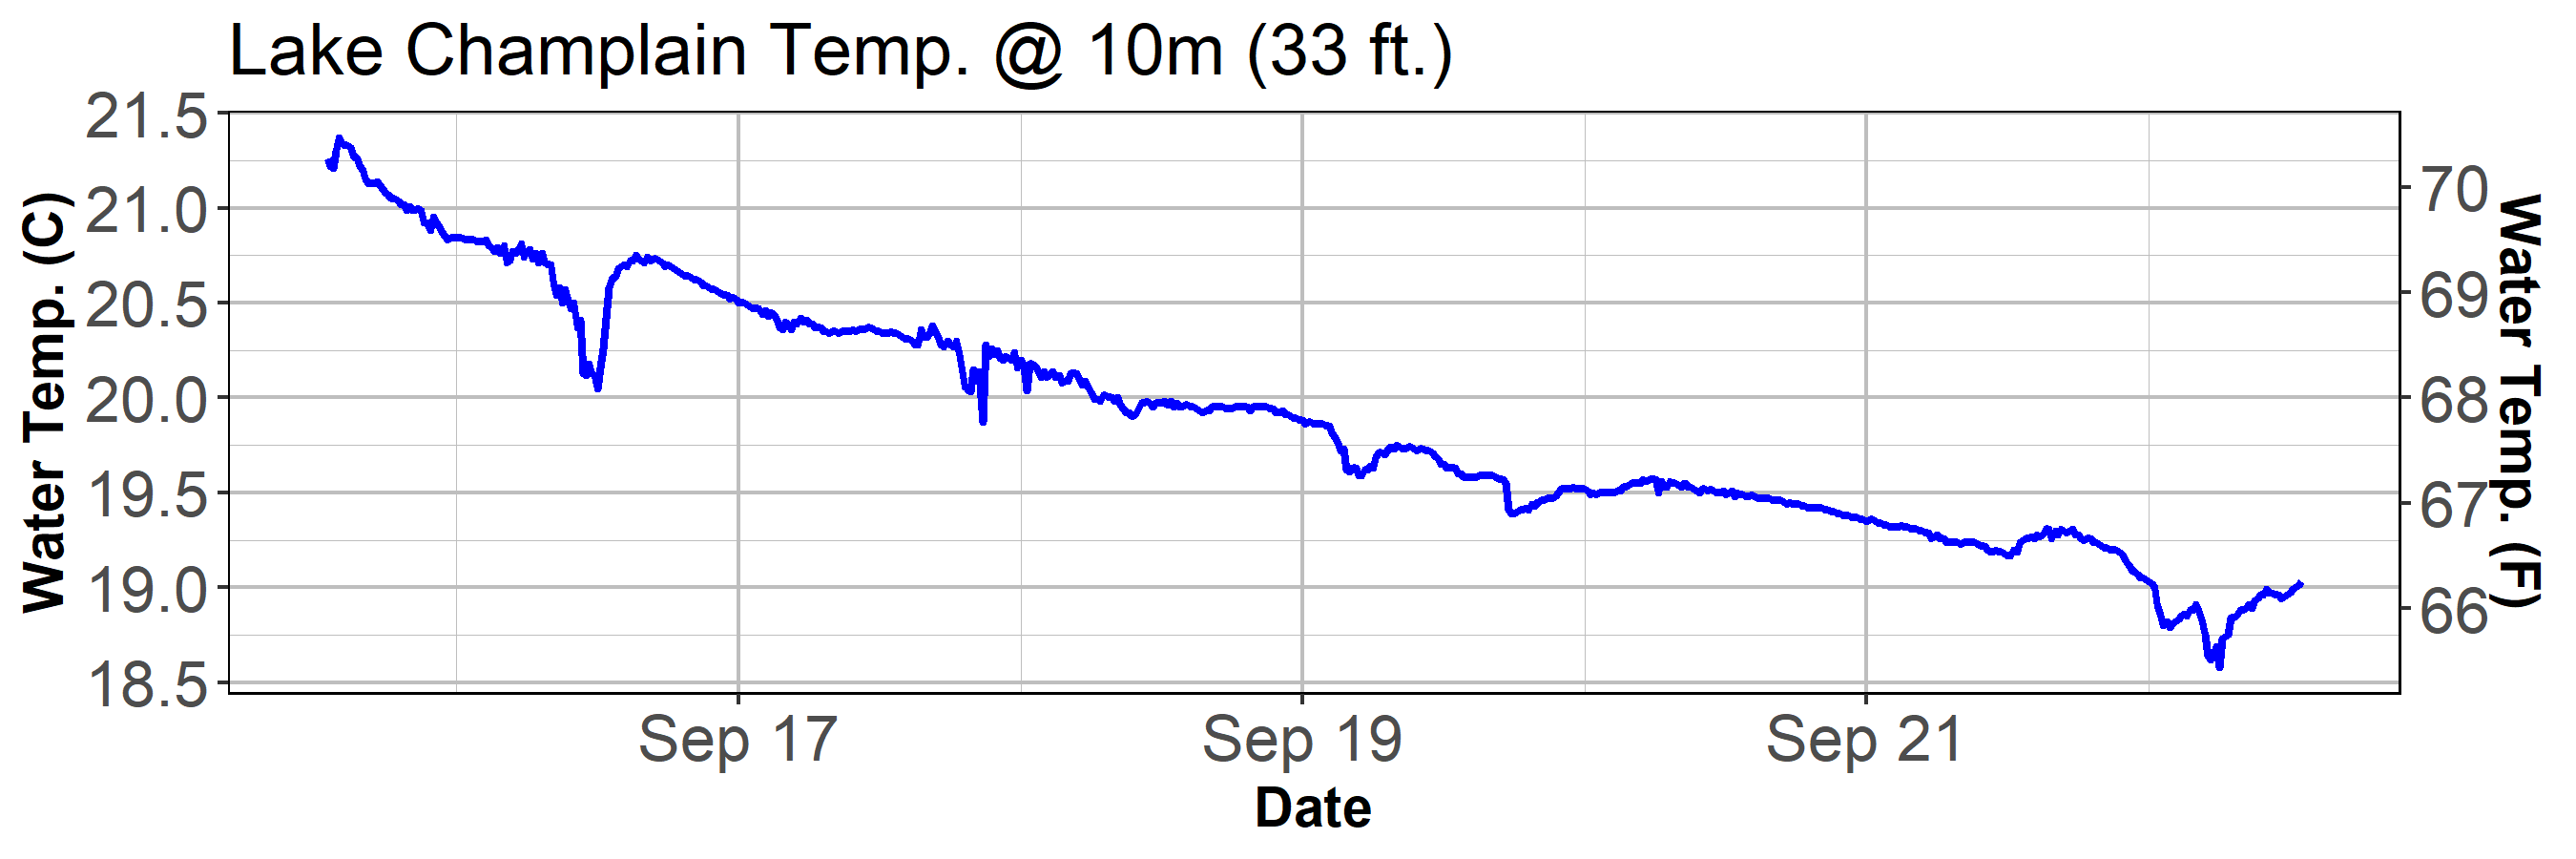 Lake Champlain Temp. @ 10m (33 ft.)
Water Temp. (C)
21.5
21.0
20.5
20.0
19.5
19.0
18.5
70
69
68
67
66
Water Temp. (F)
Sep 17
Sep 19
Sep 21
Date